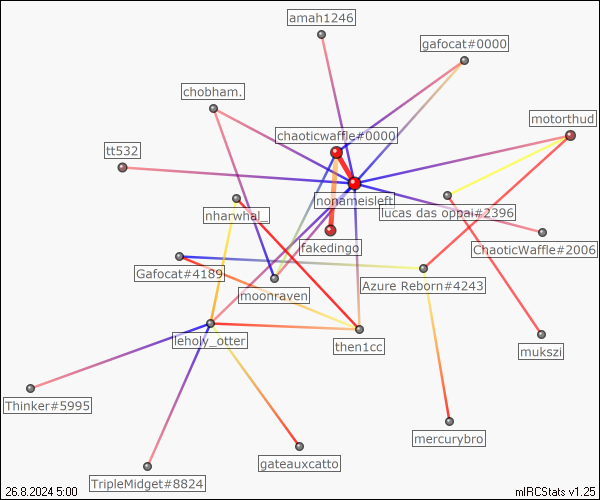 amah1246
gafocat#0000
chobham.
motorthud
chaoticwaffle#0000
tt532
nonameisleft
nharwhal_
lucas das oppai#2396
fakedingo
ChaoticWaffle#2006
Gafocat#4189
Azure Reborn#4243
moonraven
leholy_otter
then1cc
mukszi
Thinker#5995
mercurybro
gateauxcatto
TripleMidget#8824
26.8.2024 5:00
mIRCStats v1.25